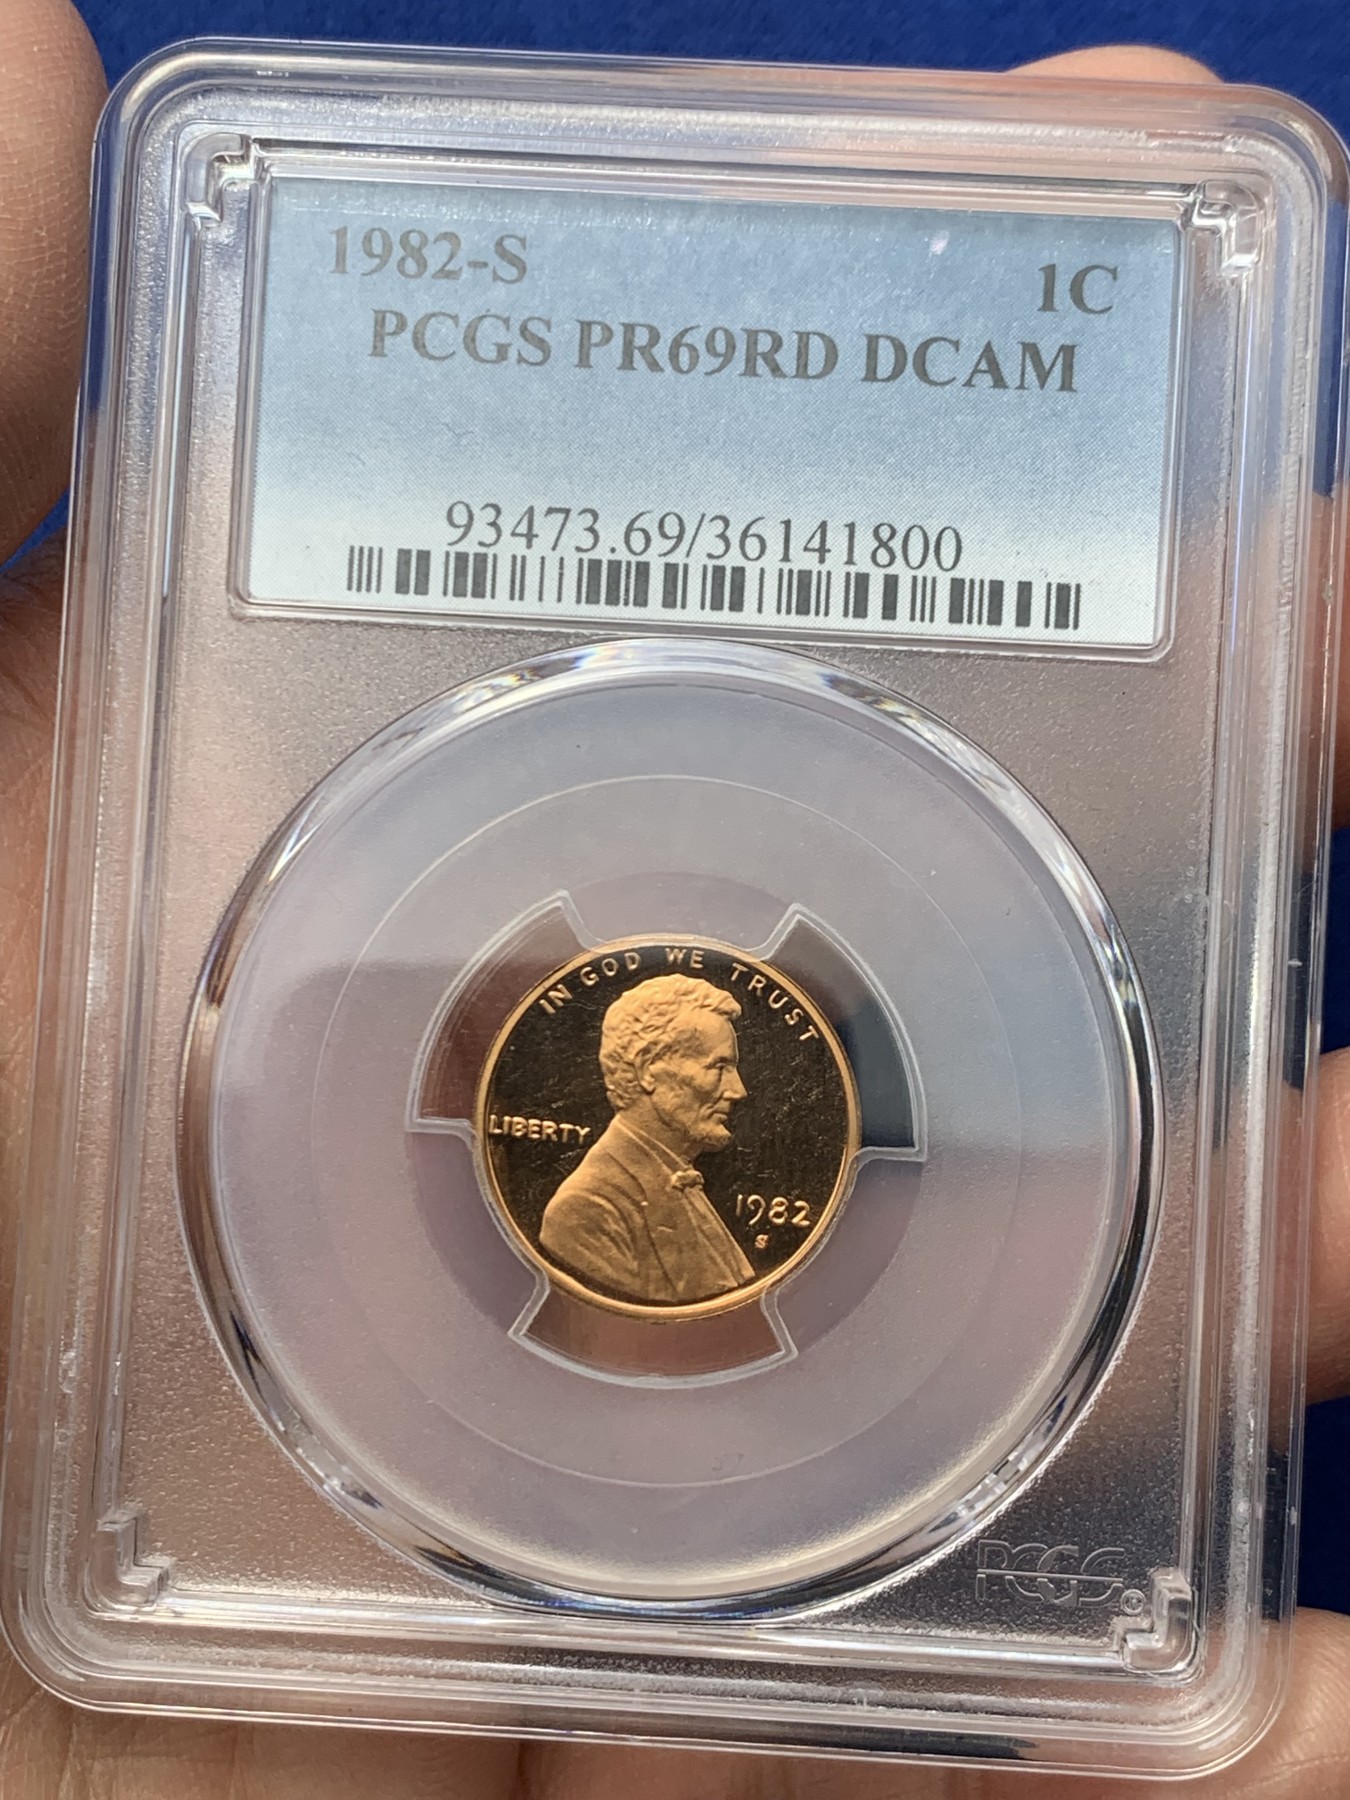 1982-S
1C
PCGS PR69RD DCAM
93473.69/36141800
IN GOD WE TRUST
LIBERTY
1982
S
PCGS©